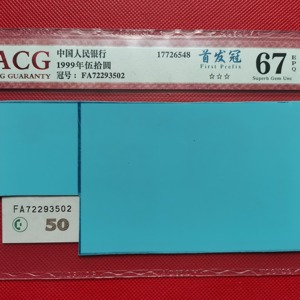 ACG
NG GUARANTY
中国人民银行
1999年伍拾圆
冠号: FA72293502
17726548
首发冠
First Prefix
☆☆☆
67 EPQ
Superb Gem Unc
FA72293502
50